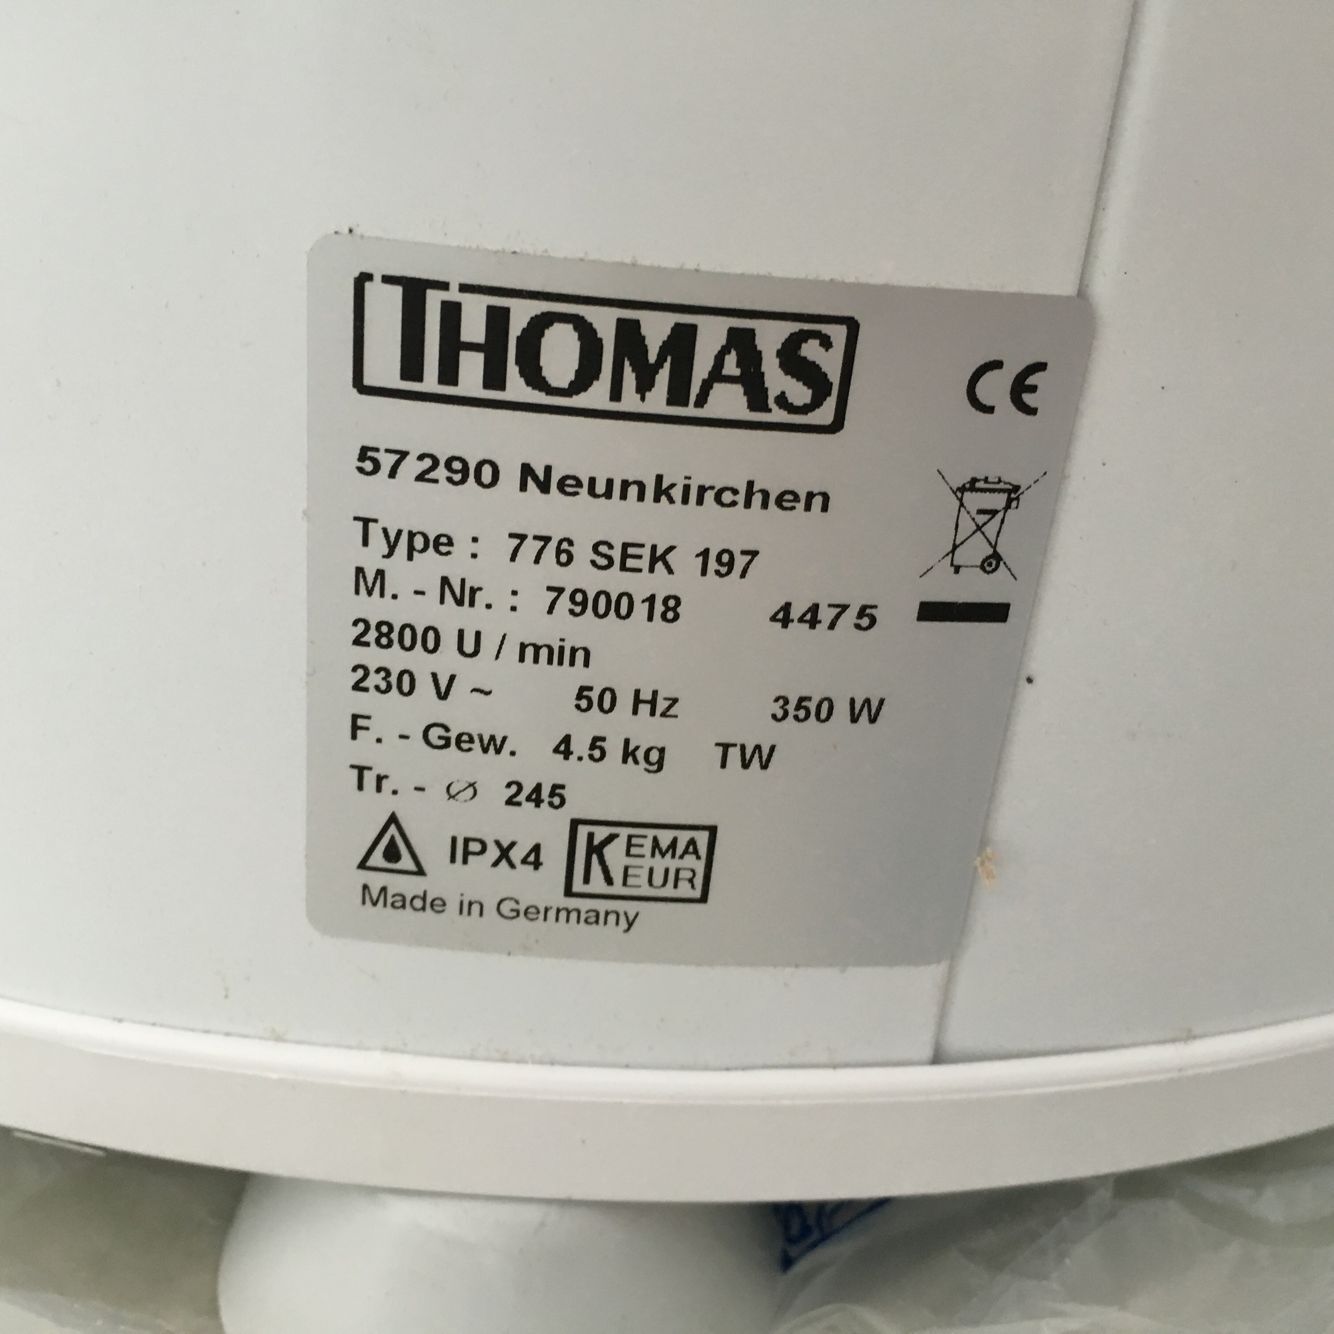 THOMAS
CE
57290 Neunkirchen
Type : 776 SEK 197
M. - Nr. : 790018 4475
2800 U / min
230 V ~ 50 Hz 350 W
F. - Gew. 4.5 kg TW
Tr. - ∅ 245
IPX4 KEMA
EUR
Made in Germany